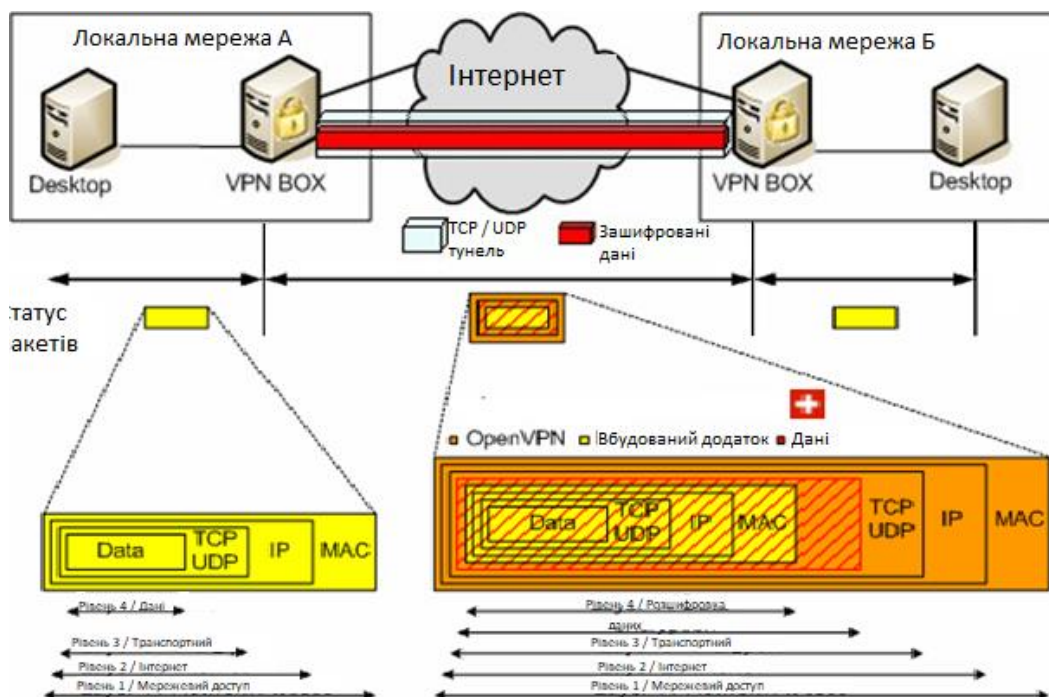 Локальна мережа А
Інтернет
Локальна мережа Б
Desktop
VPN BOX
VPN BOX
Desktop
TCP / UDP
тунель
Зашифровані
дані
татус
акетів
OpenVPN
Вбудований додаток
Дані
Data
TCP
UDP
IP
MAC
Data
TCP
UDP
IP
MAC
TCP
UDP
IP
MAC
Рівень 4 / Дані
Рівень 3 / Транспортний
Рівень 2 / Інтернет
Рівень 1 / Мережевий доступ
Рівень 4 / Розшифровка
даних
Рівень 3 / Транспортний
Рівень 2 / Інтернет
Рівень 1 / Мережевий доступ